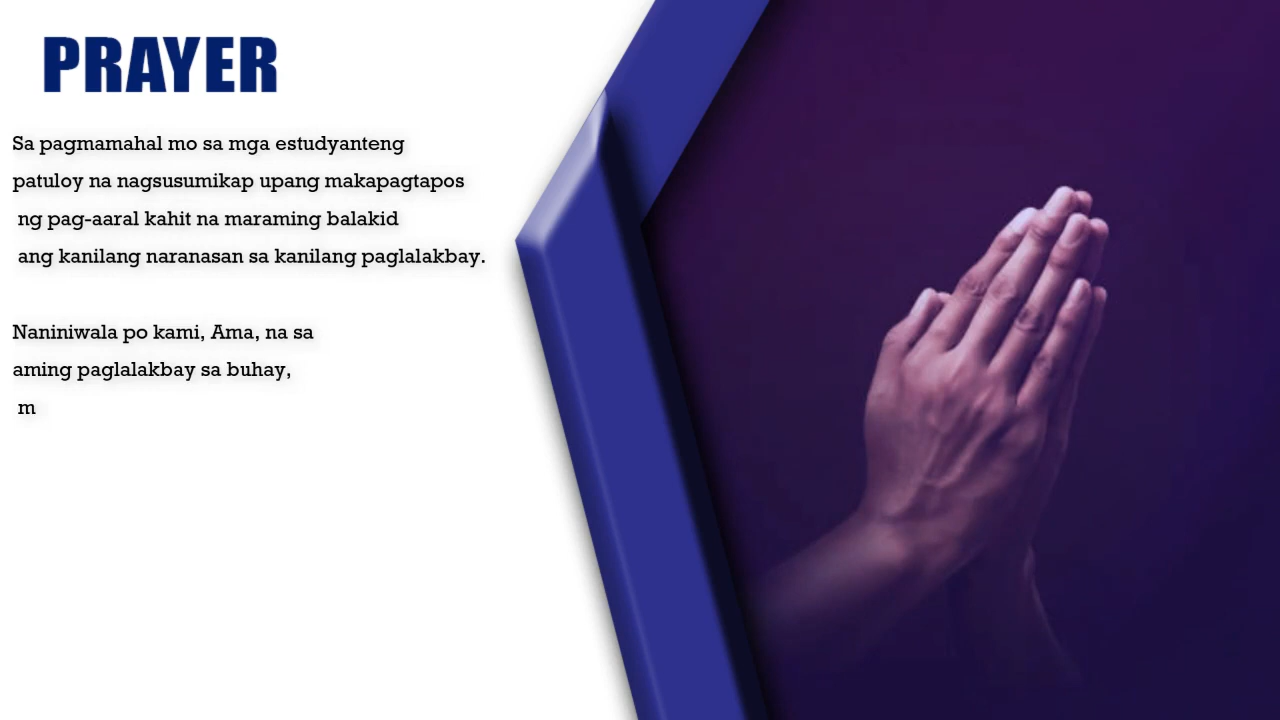 PRAYER
Sa pagmamahal mo sa mga estudyanteng
patuloy na nagsusumikap upang makapagtapos
ng pag-aaral kahit na maraming balakid
ang kanilang naranasan sa kanilang paglalakbay.
Naniniwala po kami, Ama, na sa
aming paglalakbay sa buhay,
m